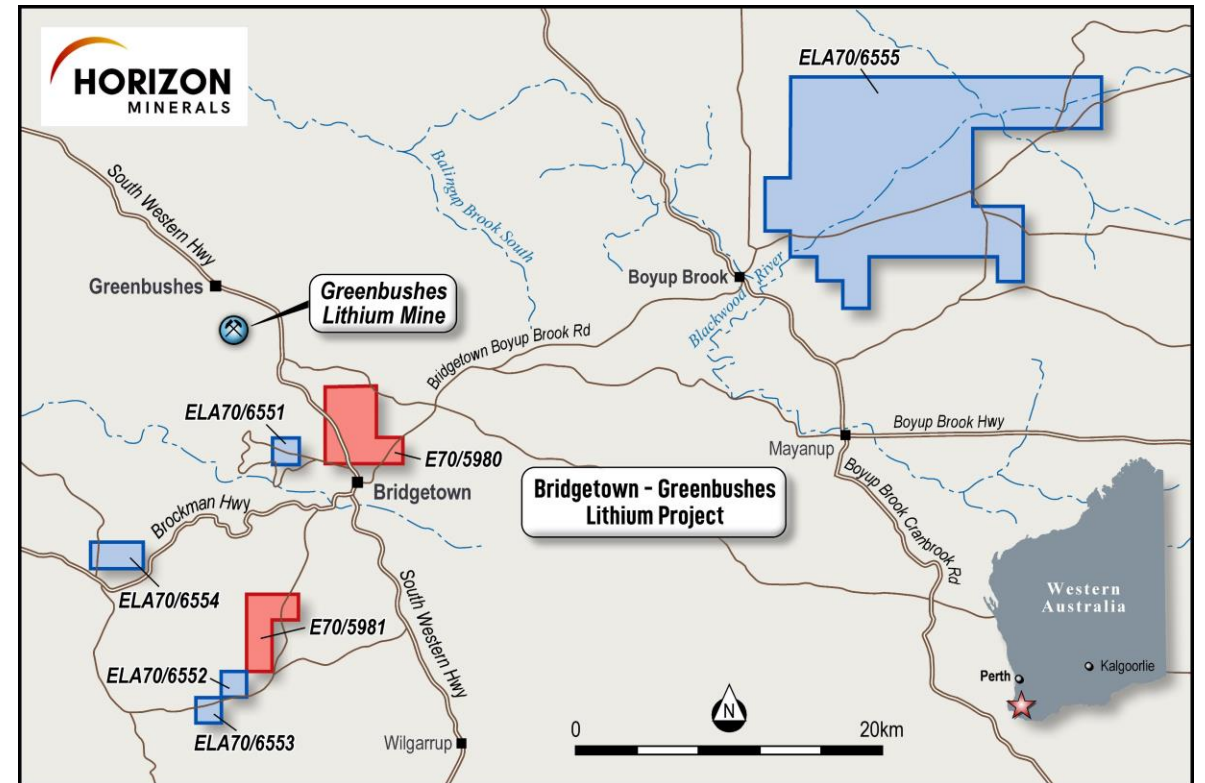 HORIZON
MINERALS
ELA70/6555
South Western Hwy
Balingup Brook South
Greenbushes
Greenbushes
Lithium Mine
Boyup Brook
Blackwood River
Bridgetown Boyup Brook Rd
ELA70/6551
E70/5980
Boyup Brook Hwy
Mayanup
Bridgetown
Bridgetown - Greenbushes
Lithium Project
Brockman Hwy
Boyup Brook Cranbrook Rd
ELA70/6554
South Western Hwy
Western
Australia
E70/5981
ELA70/6552
Perth
Kalgoorlie
N
0
20km
ELA70/6553
Wilgarrup